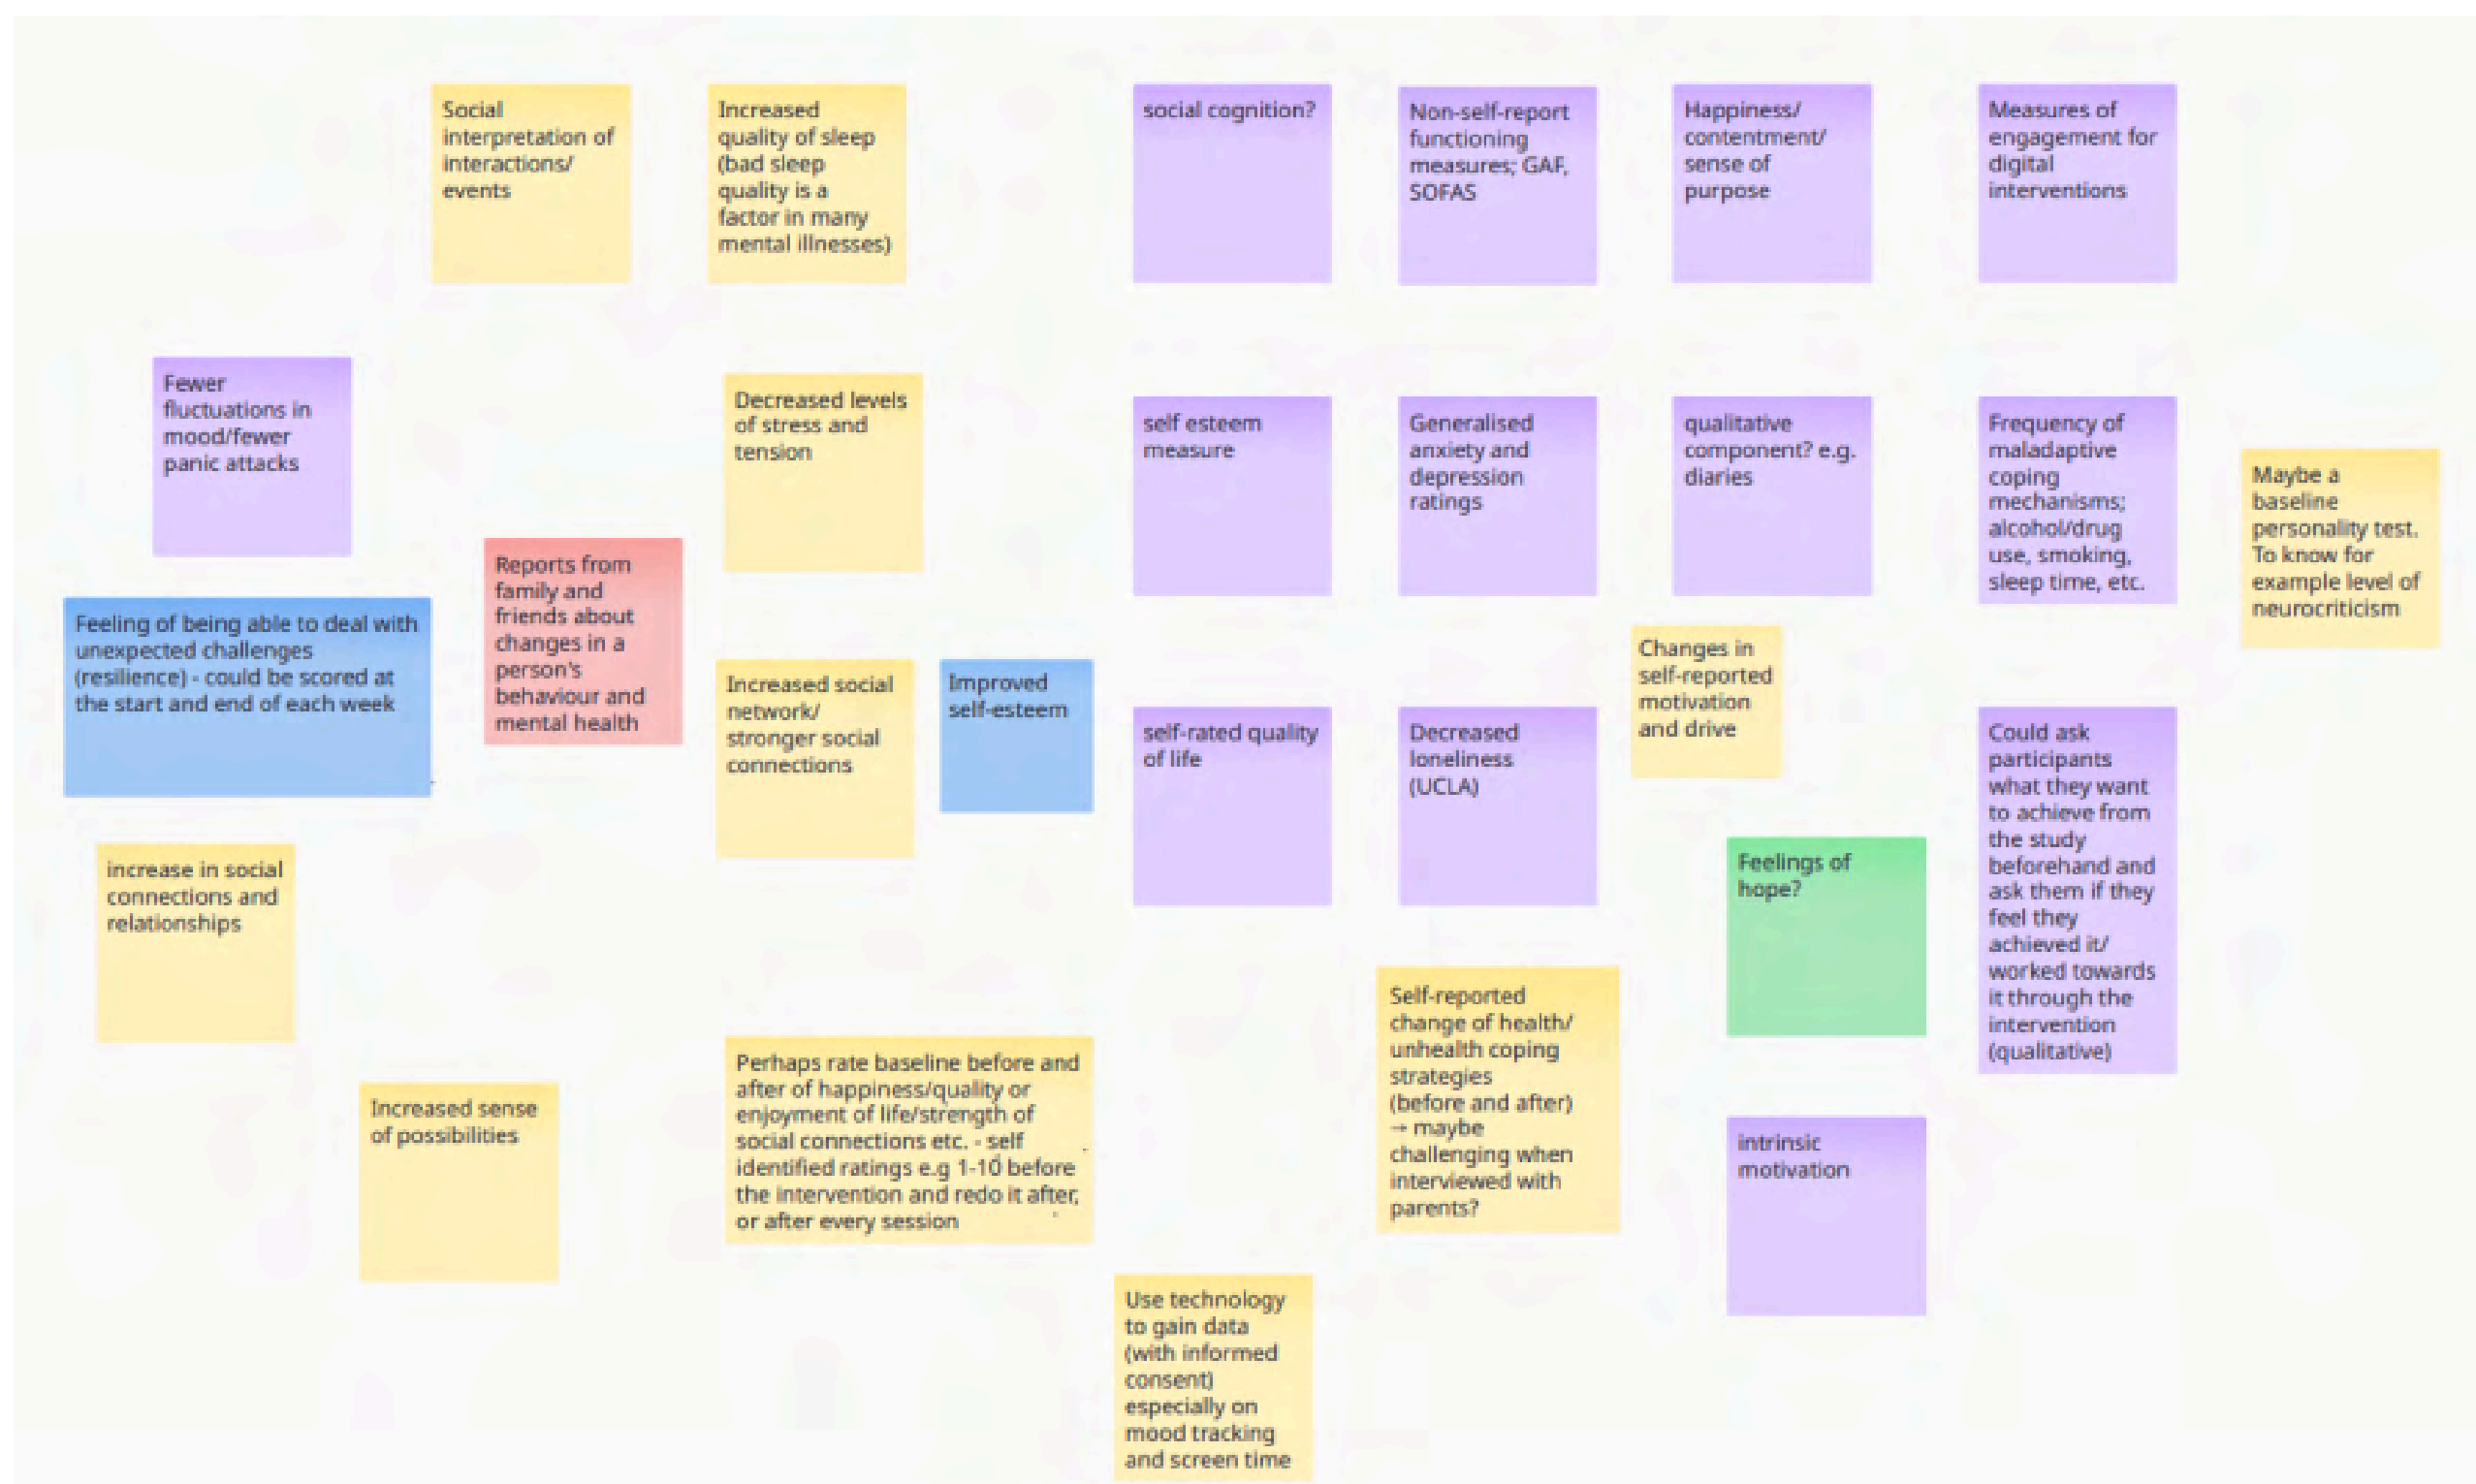 Social
interpretation of
interactions/
events
Increased
quality of sleep
(bad sleep
quality is a
factor in many
mental illnesses)
social cognition?
Non-self-report
functioning
measures; GAF,
SOFAS
Happiness/
contentment/
sense of
purpose
Measures of
engagement for
digital
interventions
Fewer
fluctuations in
mood/fewer
panic attacks
Decreased levels
of stress and
tension
self esteem
measure
Generalised
anxiety and
depression
ratings
qualitative
component? e.g.
diaries
Frequency of
maladaptive
coping
mechanisms;
alcohol/drug
use, smoking,
sleep time, etc.
Maybe a
baseline
personality test.
To know for
example level of
neurocriticism
Feeling of being able to deal with
unexpected challenges
(resilience) - could be scored at
the start and end of each week
Reports from
family and
friends about
changes in a
person's
behaviour and
mental health
Increased social
network/
stronger social
connections
Improved
self-esteem
self-rated quality
of life
Decreased
loneliness
(UCLA)
Changes in
self-reported
motivation
and drive
Could ask
participants
what they want
to achieve from
the study
beforehand and
ask them if they
feel they
achieved it/
worked towards
it through the
intervention
(qualitative)
increase in social
connections and
relationships
Feelings of
hope?
Increased sense
of possibilities
Perhaps rate baseline before and
after of happiness/quality or
enjoyment of life/strength of
social connections etc. - self
identified ratings e.g 1-10 before
the intervention and redo it after,
or after every session
Self-reported
change of health/
unhealth coping
strategies
(before and after)
→ maybe
challenging when
interviewed with
parents?
intrinsic
motivation
Use technology
to gain data
(with informed
consent)
especially on
mood tracking
and screen time